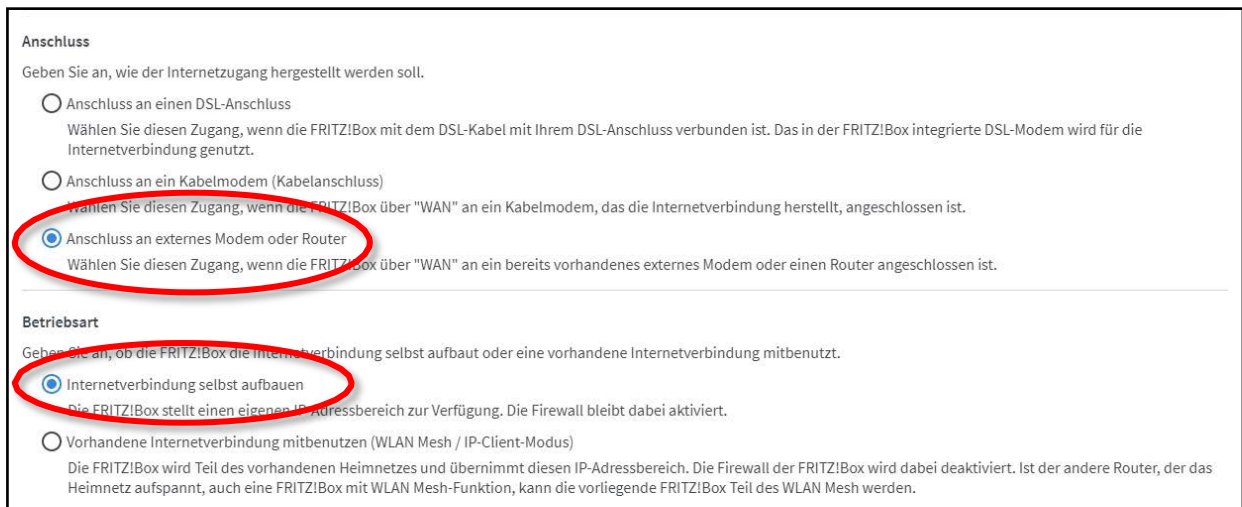 Anschluss
Geben Sie an, wie der Internetzugang hergestellt werden soll.
Anschluss an einen DSL-Anschluss
Wählen Sie diesen Zugang, wenn die FRITZ!Box mit dem DSL-Kabel mit Ihrem DSL-Anschluss verbunden ist. Das in der FRITZ!Box integrierte DSL-Modem wird für die
Internetverbindung genutzt.
Anschluss an ein Kabelmodem (Kabelanschluss)
Wählen Sie diesen Zugang, wenn die FRITZ!Box über "WAN" an ein Kabelmodem, das die Internetverbindung herstellt, angeschlossen ist.
Anschluss an externes Modem oder Router
Wählen Sie diesen Zugang, wenn die FRITZ!Box über "WAN" an ein bereits vorhandenes externes Modem oder einen Router angeschlossen ist.
Betriebsart
Geben Sie an, ob die FRITZ!Box die Internetverbindung selbst aufbaut oder eine vorhandene Internetverbindung mitbenutzt.
Internetverbindung selbst aufbauen
Die FRITZ!Box stellt einen eigenen IP-Adressbereich zur Verfügung. Die Firewall bleibt dabei aktiviert.
Vorhandene Internetverbindung mitbenutzen (WLAN Mesh / IP-Client-Modus)
Die FRITZ!Box wird Teil des vorhandenen Heimnetzes und übernimmt diesen IP-Adressbereich. Die Firewall der FRITZ!Box wird dabei deaktiviert. Ist der andere Router, der das
Heimnetz aufspannt, auch eine FRITZ!Box mit WLAN Mesh-Funktion, kann die vorliegende FRITZ!Box Teil des WLAN Mesh werden.